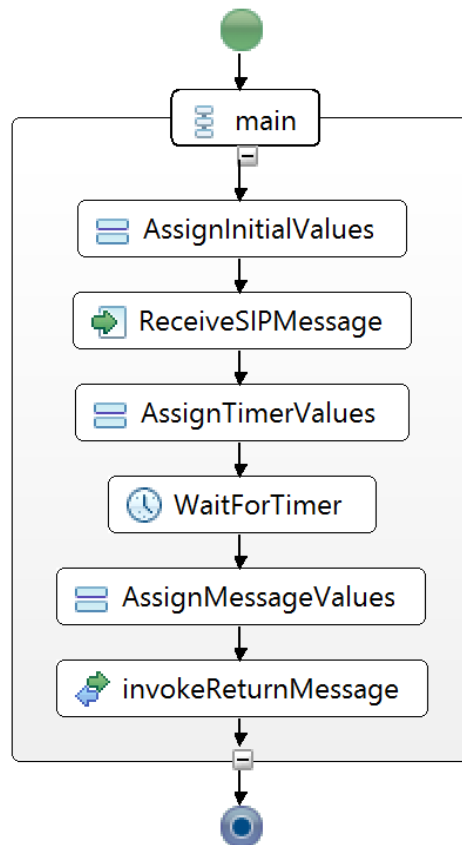 main
AssignInitialValues
ReceiveSIPMessage
AssignTimerValues
WaitForTimer
AssignMessageValues
invokeReturnMessage